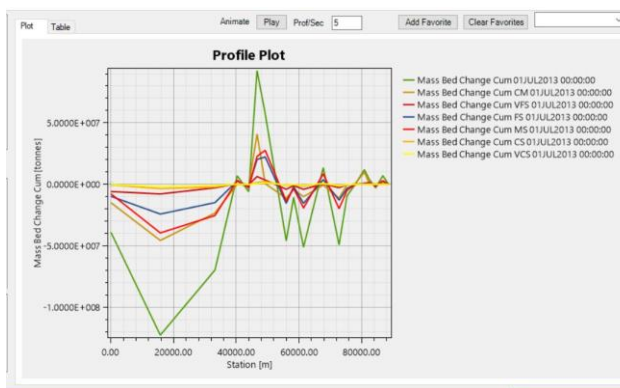 Plot
Table
Animate Play Prof/Sec 5 Add Favorite Clear Favorites
Profile Plot
Mass Bed Change Cum 01JUL2013 00:00:00
Mass Bed Change Cum CM 01JUL2013 00:00:00
Mass Bed Change Cum VFS 01JUL2013 00:00:00
Mass Bed Change Cum FS 01JUL2013 00:00:00
Mass Bed Change Cum MS 01JUL2013 00:00:00
Mass Bed Change Cum CS 01JUL2013 00:00:00
Mass Bed Change Cum VCS 01JUL2013 00:00:00
Mass Bed Change Cum [tonnes]
5.0000E+007
0.0000E+000
-5.0000E+007
-1.0000E+008
0.00 20000.00 40000.00 60000.00 80000.00
Station [m]